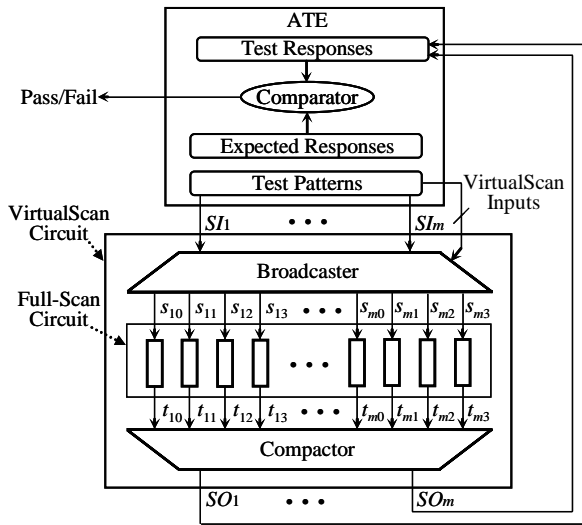 ATE
Test Responses
Pass/Fail
Comparator
Expected Responses
Test Patterns
VirtualScan
Inputs
SI1 • • • SIm
VirtualScan
Circuit
Broadcaster
Full-Scan
Circuit
s10 s11 s12 s13 • • • sm0 sm1 sm2 sm3
• • •
t10 t11 t12 t13 • • • tm0 tm1 tm2 tm3
Compactor
SO1 • • • SOm